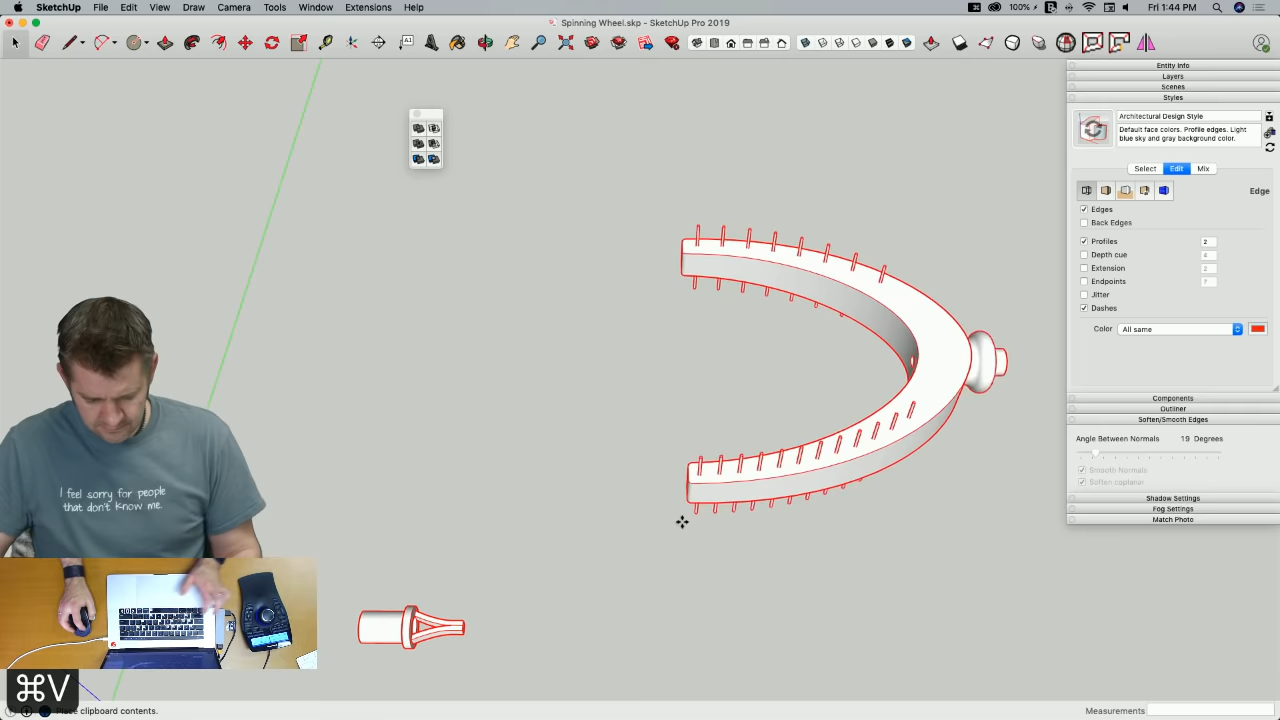 SketchUp File Edit View Camera Draw Tools Window Extensions Help
100% Fri 1:44 PM
Spinning Wheel.skp - SketchUp Pro 2019
Entity Info
Layers
Scenes
Styles
Architectural Design Style
Default face colors. Profile edges. Light
blue sky and gray background color.
Select Edit Mix
Edge
Edges
Back Edges
Profiles 2
Depth cue 4
Extension 2
Endpoints 7
Jitter
Dashes
Color All same
Components
Outliner
Soften/Smooth Edges
Angle Between Normals 19 Degrees
Smooth Normals
Soften coplanar
Shadow Settings
Fog Settings
Match Photo
I feel sorry for people
that don't know me.
⌘V
Place clipboard contents.
Measurements